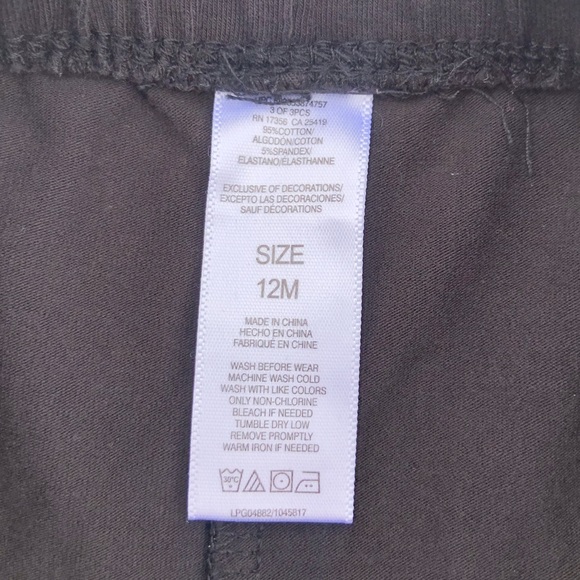 3 OF 3PCS
RN 17356 CA 25419
95%COTTON/
ALGODÓN/COTON
5%SPANDEX/
ELASTANO/ÉLASTHANNE
EXCLUSIVE OF DECORATIONS/
EXCEPTO LAS DECORACIONES/
SAUF DÉCORATIONS
SIZE
12M
MADE IN CHINA
HECHO EN CHINA
FABRIQUÉ EN CHINE
WASH BEFORE WEAR
MACHINE WASH COLD
WASH WITH LIKE COLORS
ONLY NON-CHLORINE
BLEACH IF NEEDED
TUMBLE DRY LOW
REMOVE PROMPTLY
WARM IRON IF NEEDED
30°C
LPG04882/1045817